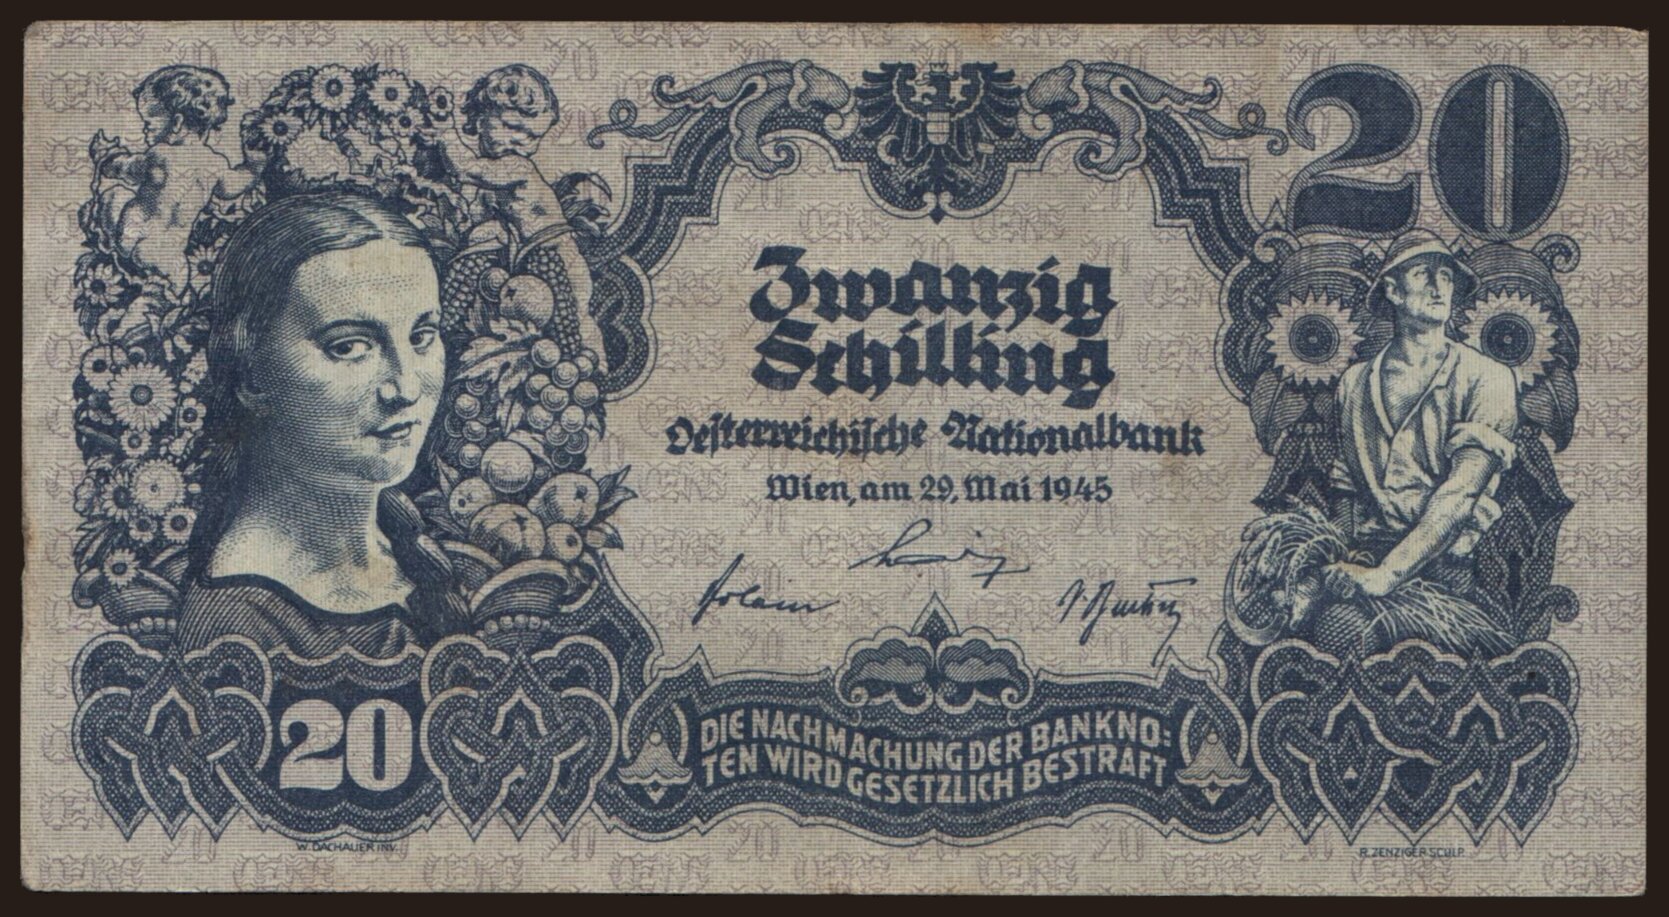 20
Zwanzig
Schilling
Oesterreichische Nationalbank
Wien, am 29. Mai 1945
20
DIE NACHMACHUNG DER BANKNO=
TEN WIRD GESETZLICH BESTRAFT
W. DACHAUER INV.
R. ZENZIGER SCULP.